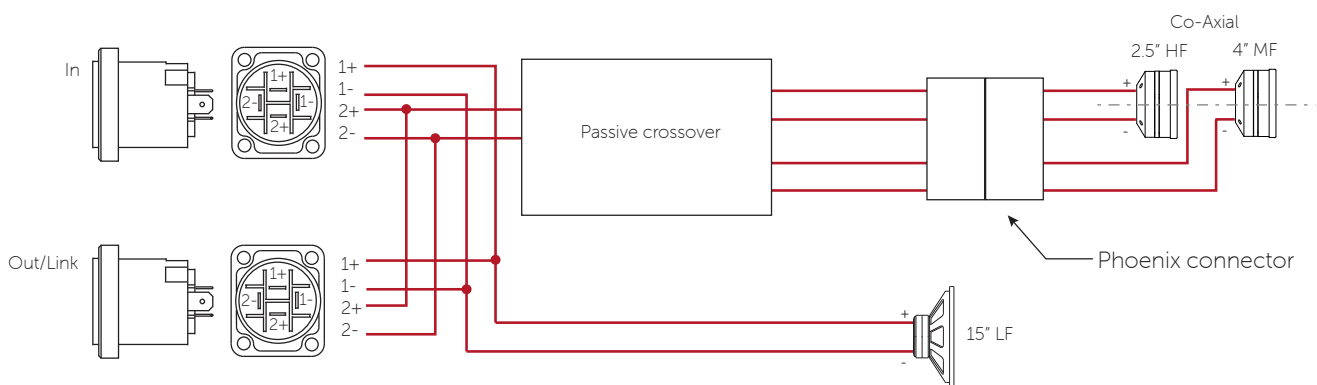 Co-Axial
2.5” HF
4” MF
In
1+
2-
1-
2+
1+
1-
2+
2-
Passive crossover
+
-
+
-
Phoenix connector
Out/Link
1+
2-
1-
2+
1+
1-
2+
2-
+
-
15” LF